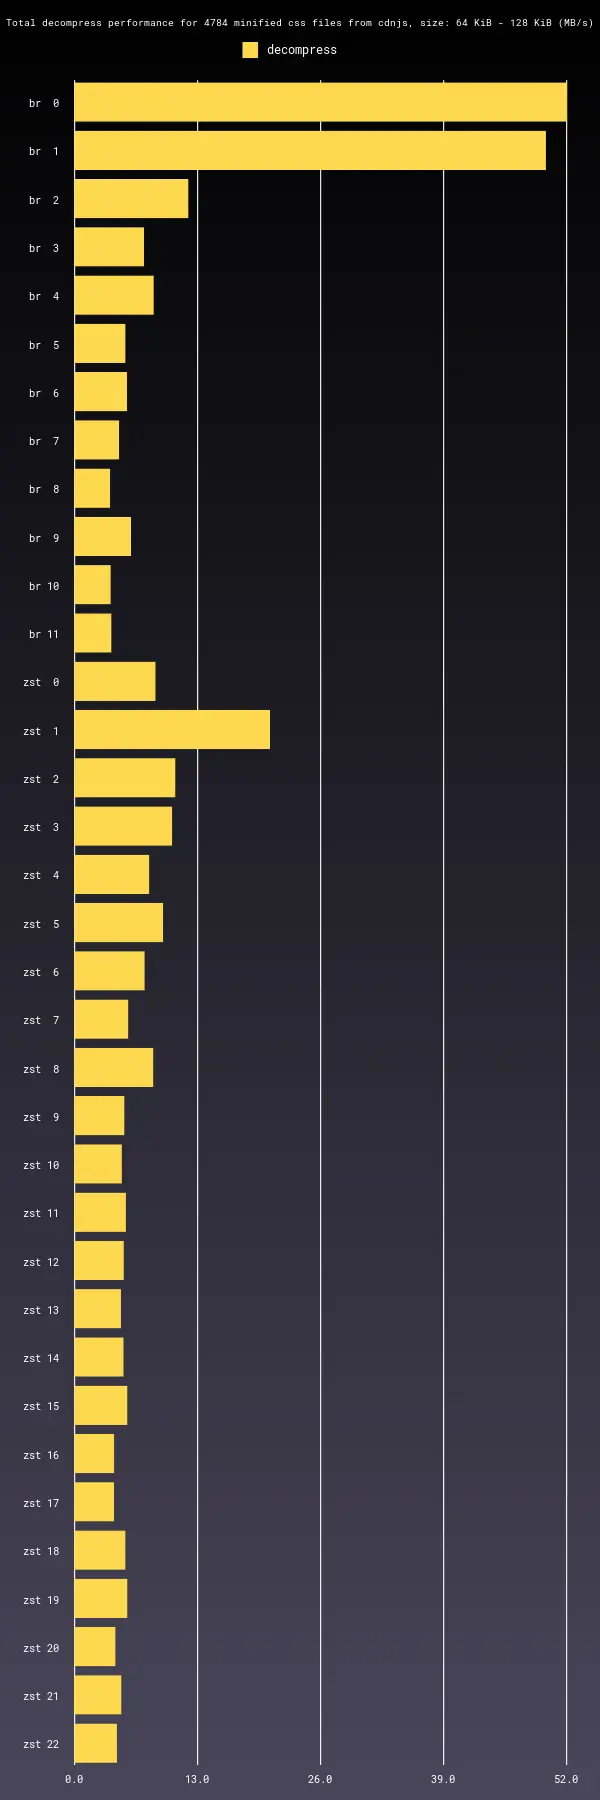 Total decompress performance for 4784 minified css files from cdnjs, size: 64 KiB - 128 KiB (MB/s)
decompress
br 0
br 1
br 2
br 3
br 4
br 5
br 6
br 7
br 8
br 9
br 10
br 11
zst 0
zst 1
zst 2
zst 3
zst 4
zst 5
zst 6
zst 7
zst 8
zst 9
zst 10
zst 11
zst 12
zst 13
zst 14
zst 15
zst 16
zst 17
zst 18
zst 19
zst 20
zst 21
zst 22
0.0 13.0 26.0 39.0 52.0